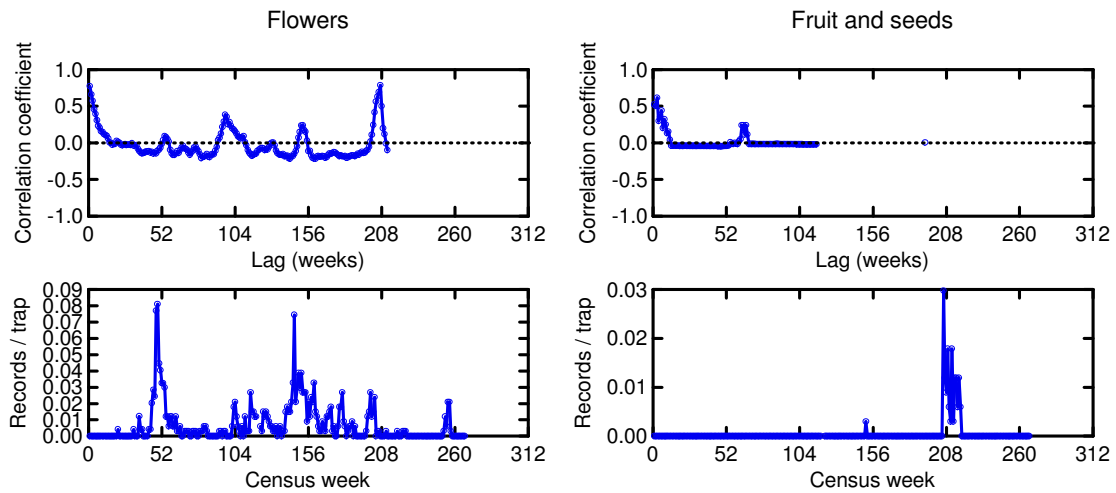 Flowers
Fruit and seeds
Correlation coefficient
1.0
0.5
0.0
-0.5
-1.0
0 52 104 156 208 260 312
Lag (weeks)
Correlation coefficient
1.0
0.5
0.0
-0.5
-1.0
0 52 104 156 208 260 312
Lag (weeks)
Records / trap
0.09
0.08
0.07
0.06
0.05
0.04
0.03
0.02
0.01
0.00
0 52 104 156 208 260 312
Census week
Records / trap
0.03
0.02
0.01
0.00
0 52 104 156 208 260 312
Census week